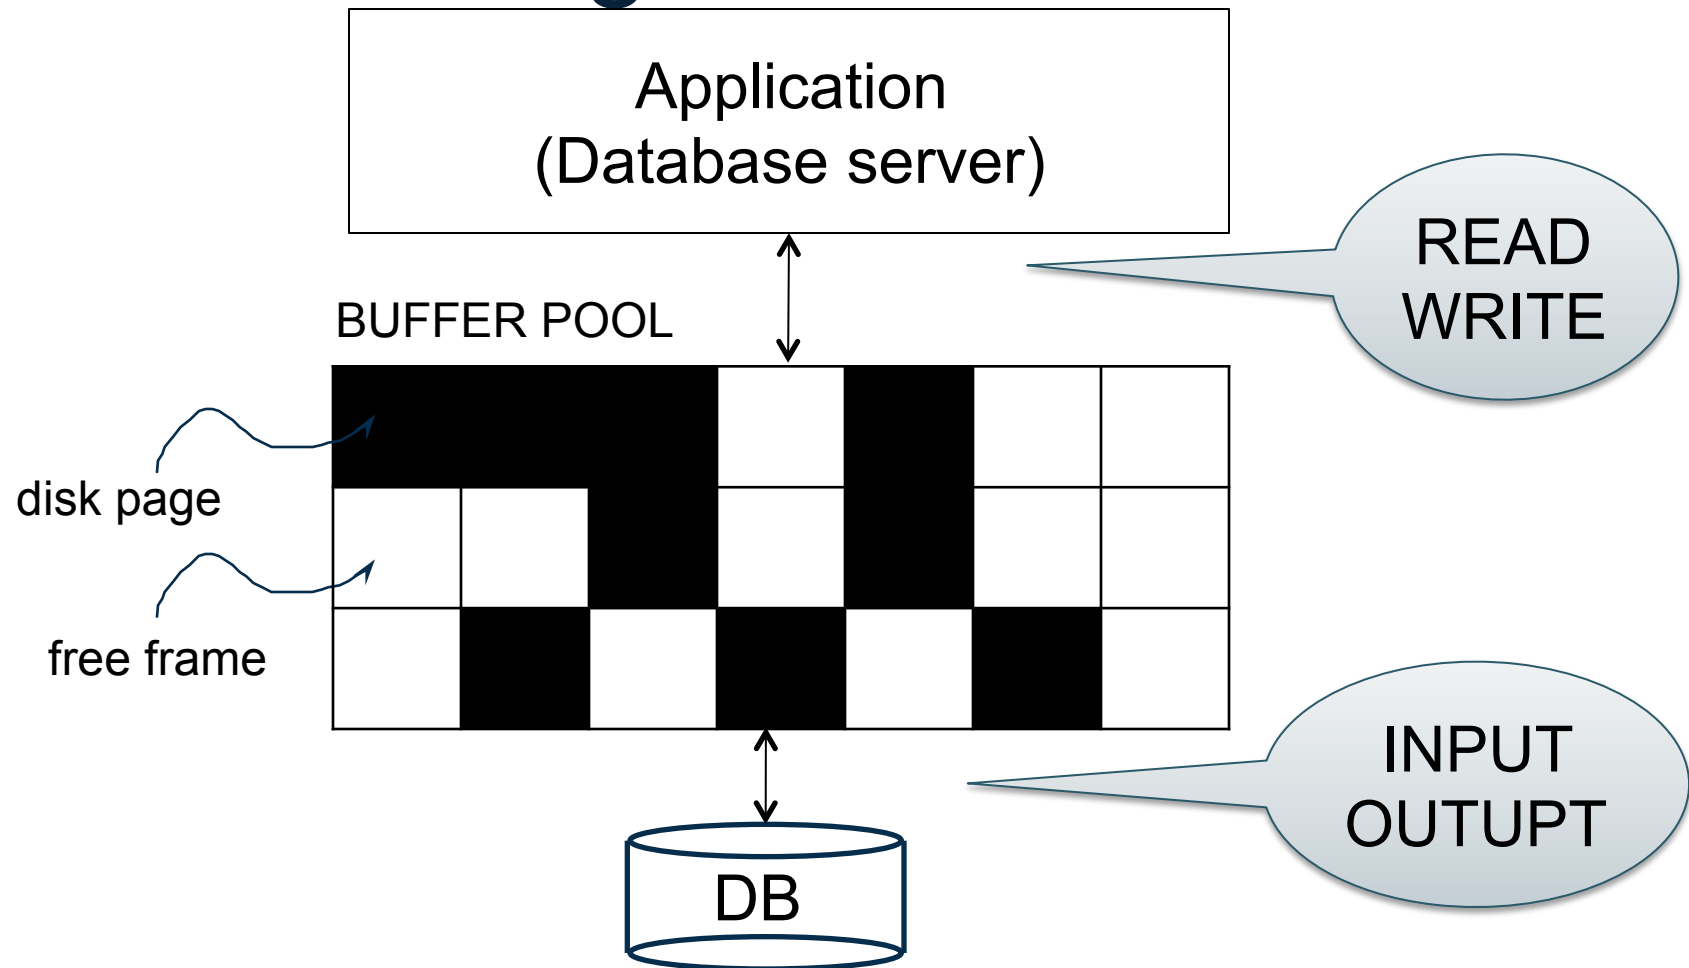 Application
(Database server)
READ
WRITE
BUFFER POOL
disk page
free frame
INPUT
OUTUPT
DB